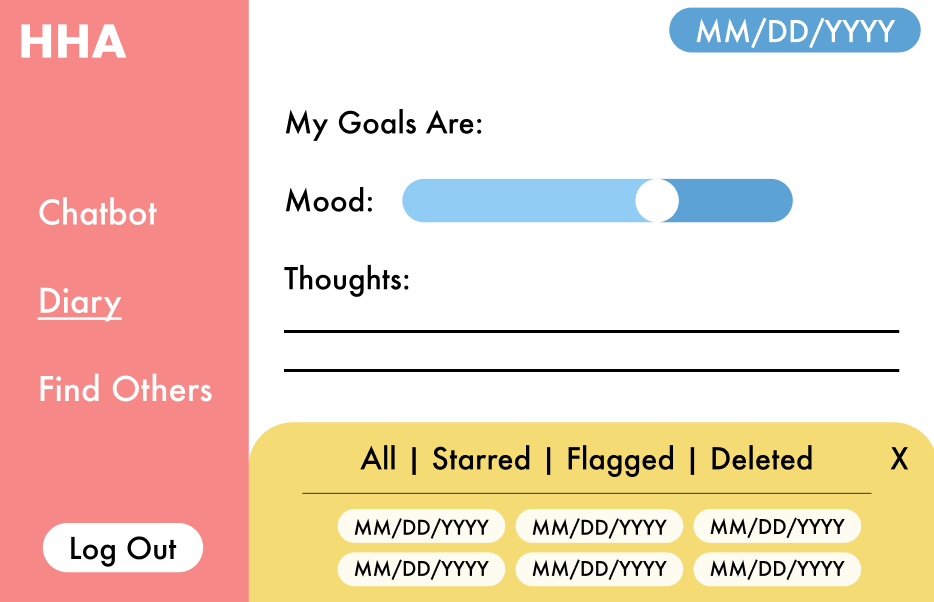 HHA
MM/DD/YYYY
Chatbot
Diary
Find Others
Log Out
My Goals Are:
Mood:
Thoughts:
All | Starred | Flagged | Deleted X
MM/DD/YYYY MM/DD/YYYY MM/DD/YYYY
MM/DD/YYYY MM/DD/YYYY MM/DD/YYYY